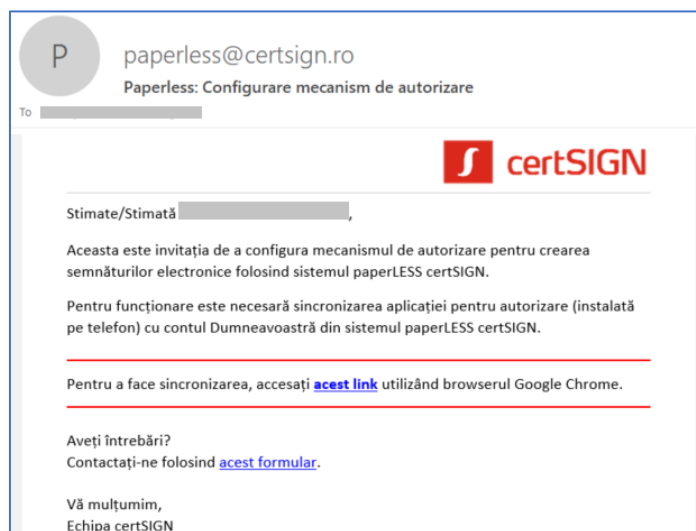 P
paperless@certsign.ro
Paperless: Configurare mecanism de autorizare
To
certSIGN
Stimate/Stimată ,
Aceasta este invitația de a configura mecanismul de autorizare pentru crearea
semnăturilor electronice folosind sistemul paperLESS certSIGN.
Pentru funcționare este necesară sincronizarea aplicației pentru autorizare (instalată
pe telefon) cu contul Dumneavoastră din sistemul paperLESS certSIGN.
Pentru a face sincronizarea, accesați acest link utilizând browserul Google Chrome.
Aveți întrebări?
Contactați-ne folosind acest formular.
Vă mulțumim,
Echipa certSIGN